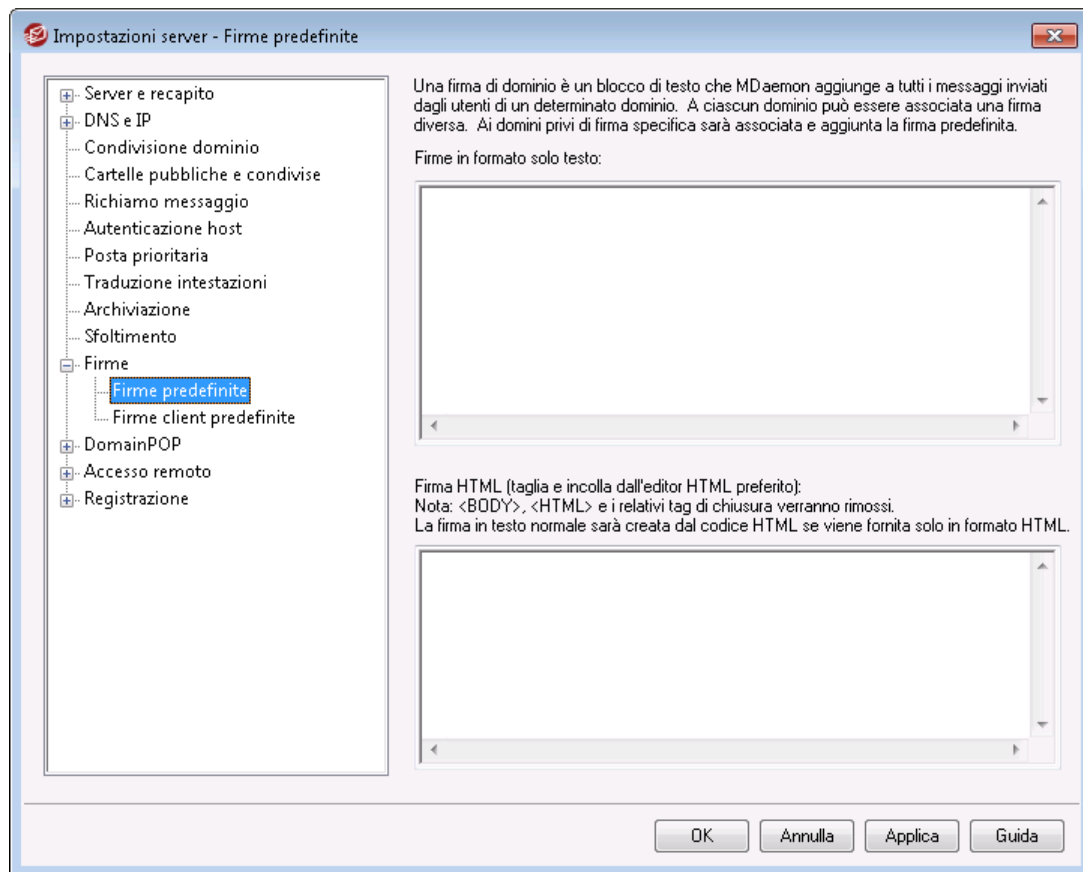 Impostazioni server - Firme predefinite
Server e recapito
DNS e IP
Condivisione dominio
Cartelle pubbliche e condivise
Richiamo messaggio
Autenticazione host
Posta prioritaria
Traduzione intestazioni
Archiviazione
Sfoltimento
Firme
Firme predefinite
Firme client predefinite
DomainPOP
Accesso remoto
Registrazione
Una firma di dominio è un blocco di testo che MDaemon aggiunge a tutti i messaggi inviati
dagli utenti di un determinato dominio. A ciascun dominio può essere associata una firma
diversa. Ai domini privi di firma specifica sarà associata e aggiunta la firma predefinita.
Firme in formato solo testo:
Firma HTML (taglia e incolla dall'editor HTML preferito):
Nota: <BODY>, <HTML> e i relativi tag di chiusura verranno rimossi.
La firma in testo normale sarà creata dal codice HTML se viene fornita solo in formato HTML.
OK
Annulla
Applica
Guida